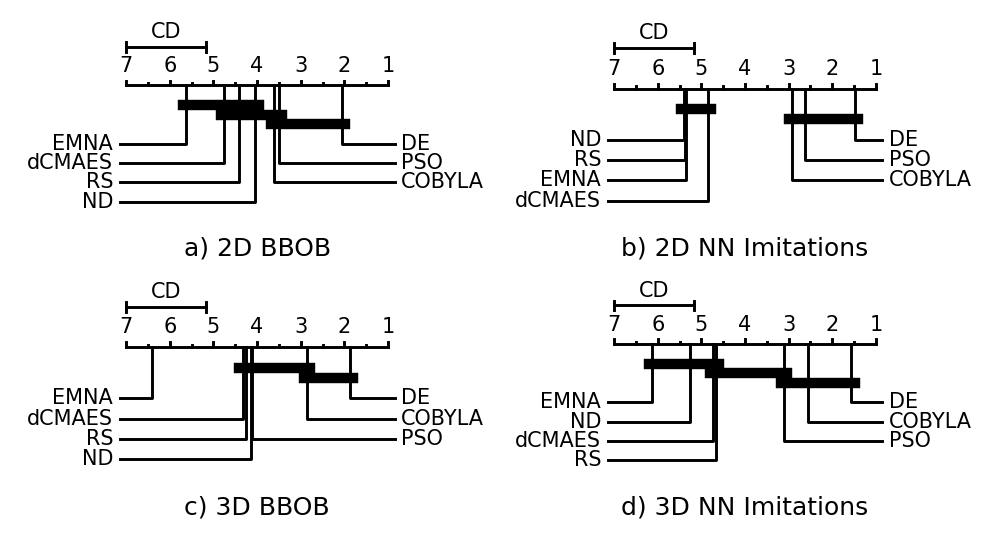 CD
7 6 5 4 3 2 1
EMNA DE
dCMAES PSO
RS COBYLA
ND
a) 2D BBOB
CD
7 6 5 4 3 2 1
ND DE
RS PSO
EMNA COBYLA
dCMAES
b) 2D NN Imitations
CD
7 6 5 4 3 2 1
EMNA DE
dCMAES COBYLA
RS PSO
ND
c) 3D BBOB
CD
7 6 5 4 3 2 1
EMNA DE
ND COBYLA
dCMAES PSO
RS
d) 3D NN Imitations